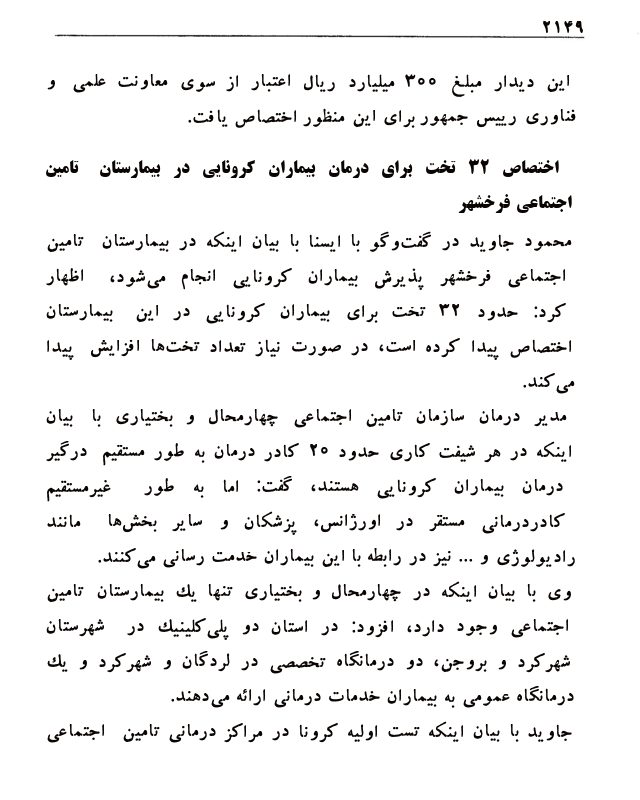 ۲۱۴۹
این دیدار مبلغ ۳۰۰ میلیارد ریال اعتبار از سوی معاونت علمی و
فناوری رییس جمهور برای این منظور اختصاص یافت.
اختصاص ۳۲ تخت برای درمان بیماران کرونایی در بیمارستان تامین
اجتماعی فرخشهر
محمود جاوید در گفت‌وگو با ایسنا با بیان اینکه در بیمارستان تامین
اجتماعی فرخشهر پذیرش بیماران کرونایی انجام می‌شود، اظهار
کرد: حدود ۳۲ تخت برای بیماران کرونایی در این بیمارستان
اختصاص پیدا کرده است، در صورت نیاز تعداد تخت‌ها افزایش پیدا
می‌کند.
مدیر درمان سازمان تامین اجتماعی چهارمحال و بختیاری با بیان
اینکه در هر شیفت کاری حدود ۲۰ کادر درمان به طور مستقیم درگیر
درمان بیماران کرونایی هستند، گفت: اما به طور غیرمستقیم
کادردرمانی مستقر در اورژانس، پزشکان و سایر بخش‌ها مانند
رادیولوژی و ... نیز در رابطه با این بیماران خدمت رسانی می‌کنند.
وی با بیان اینکه در چهارمحال و بختیاری تنها یك بیمارستان تامین
اجتماعی وجود دارد، افزود: در استان دو پلی‌کلینیك در شهرستان
شهرکرد و بروجن، دو درمانگاه تخصصی در لردگان و شهرکرد و یك
درمانگاه عمومی به بیماران خدمات درمانی ارائه می‌دهند.
جاوید با بیان اینکه تست اولیه کرونا در مراکز درمانی تامین اجتماعی